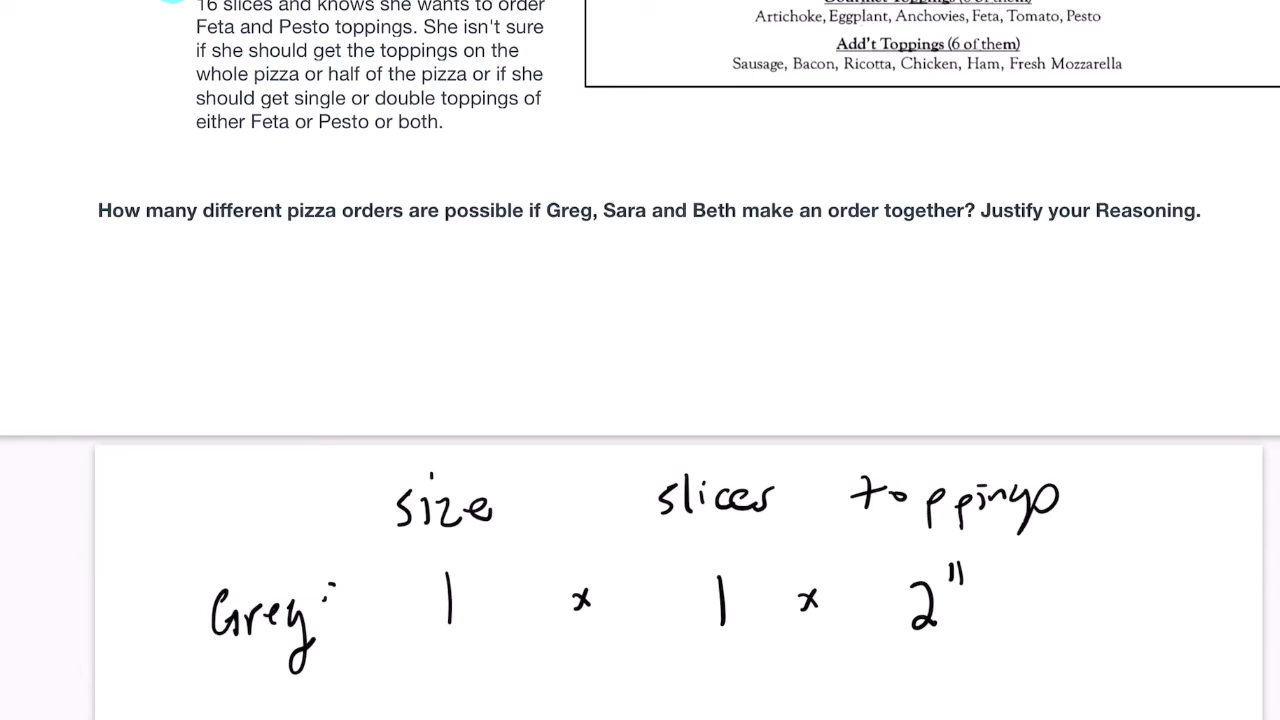 16 slices and knows she wants to order
Feta and Pesto toppings. She isn't sure
if she should get the toppings on the
whole pizza or half of the pizza or if she
should get single or double toppings of
either Feta or Pesto or both.
Artichoke, Eggplant, Anchovies, Feta, Tomato, Pesto
Add't Toppings (6 of them)
Sausage, Bacon, Ricotta, Chicken, Ham, Fresh Mozzarella
How many different pizza orders are possible if Greg, Sara and Beth make an order together? Justify your Reasoning.
size slices toppings
Greg: 1 x 1 x 2^11